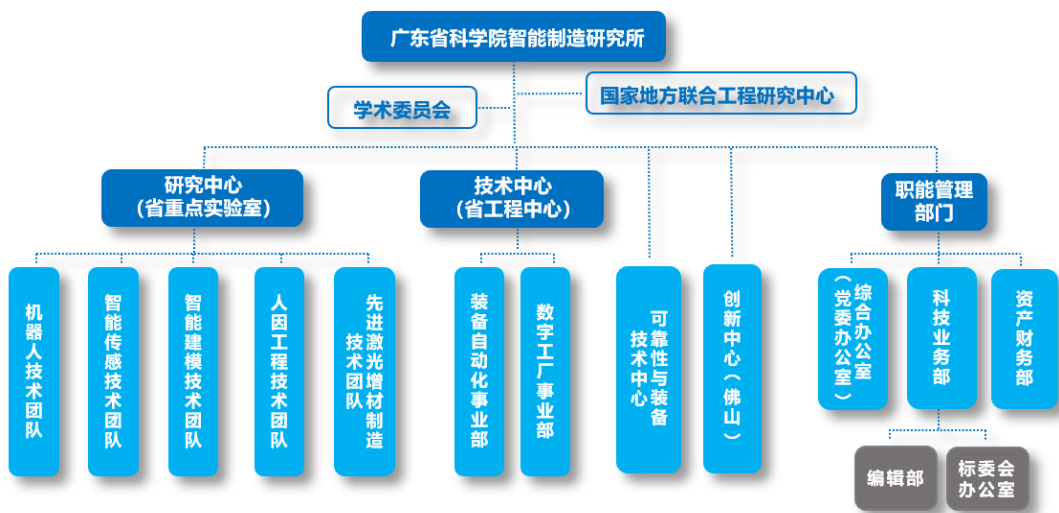 广东省科学院智能制造研究所
国家地方联合工程研究中心
学术委员会
研究中心
（省重点实验室）
技术中心
（省工程中心）
职能管理
部门
机器人技术团队
智能传感技术团队
智能建模技术团队
人因工程技术团队
先进激光增材制造
技术团队
装备自动化事业部
数字工厂事业部
可靠性与装备
技术中心
创新中心（佛山）
综合办公室
（党委办公室）
科技业务部
资产财务部
编辑部
标委会
办公室